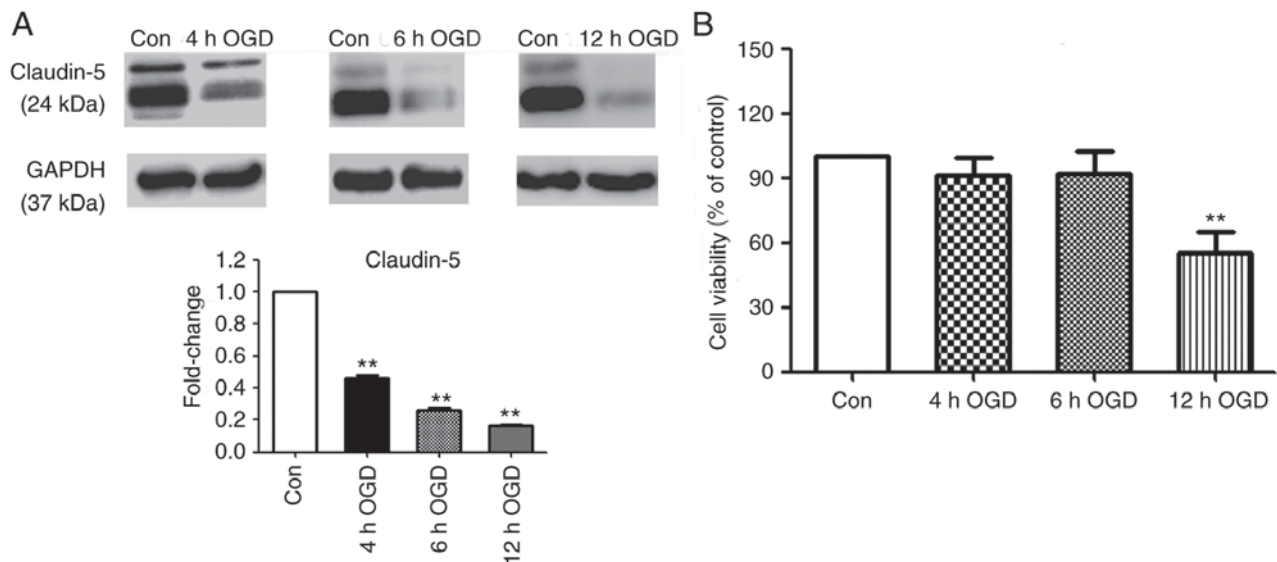 A
Con 4 h OGD
Con 6 h OGD
Con 12 h OGD
Claudin-5
(24 kDa)
GAPDH
(37 kDa)
Claudin-5
Fold-change
1.2
1.0
0.8
0.6
0.4
0.2
0.0
**
**
**
Con
4 h OGD
6 h OGD
12 h OGD
B
Cell viability (% of control)
150
120
90
60
30
0
**
Con
4 h OGD
6 h OGD
12 h OGD